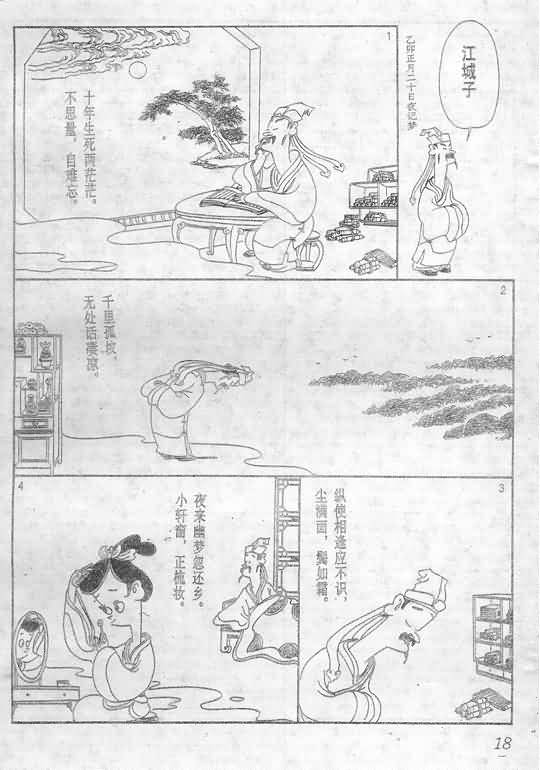 江城子
乙卯正月二十日夜记梦
1
十年生死两茫茫。
不思量,自难忘。
2
千里孤坟,
无处话凄凉。
3
纵使相逢应不识,
尘满面,鬓如霜。
4
夜来幽梦忽还乡。
小轩窗,正梳妆。
18